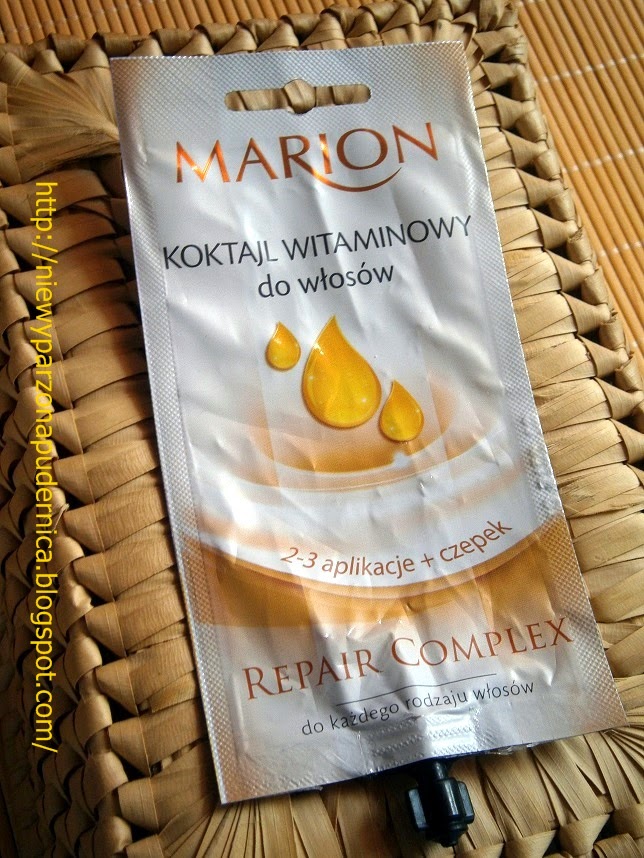 MARION
KOKTAJL WITAMINOWY
do włosów
2-3 aplikacje + czepek
REPAIR COMPLEX
do każdego rodzaju włosów
http://niewyparzonapudernica.blogspot.com/